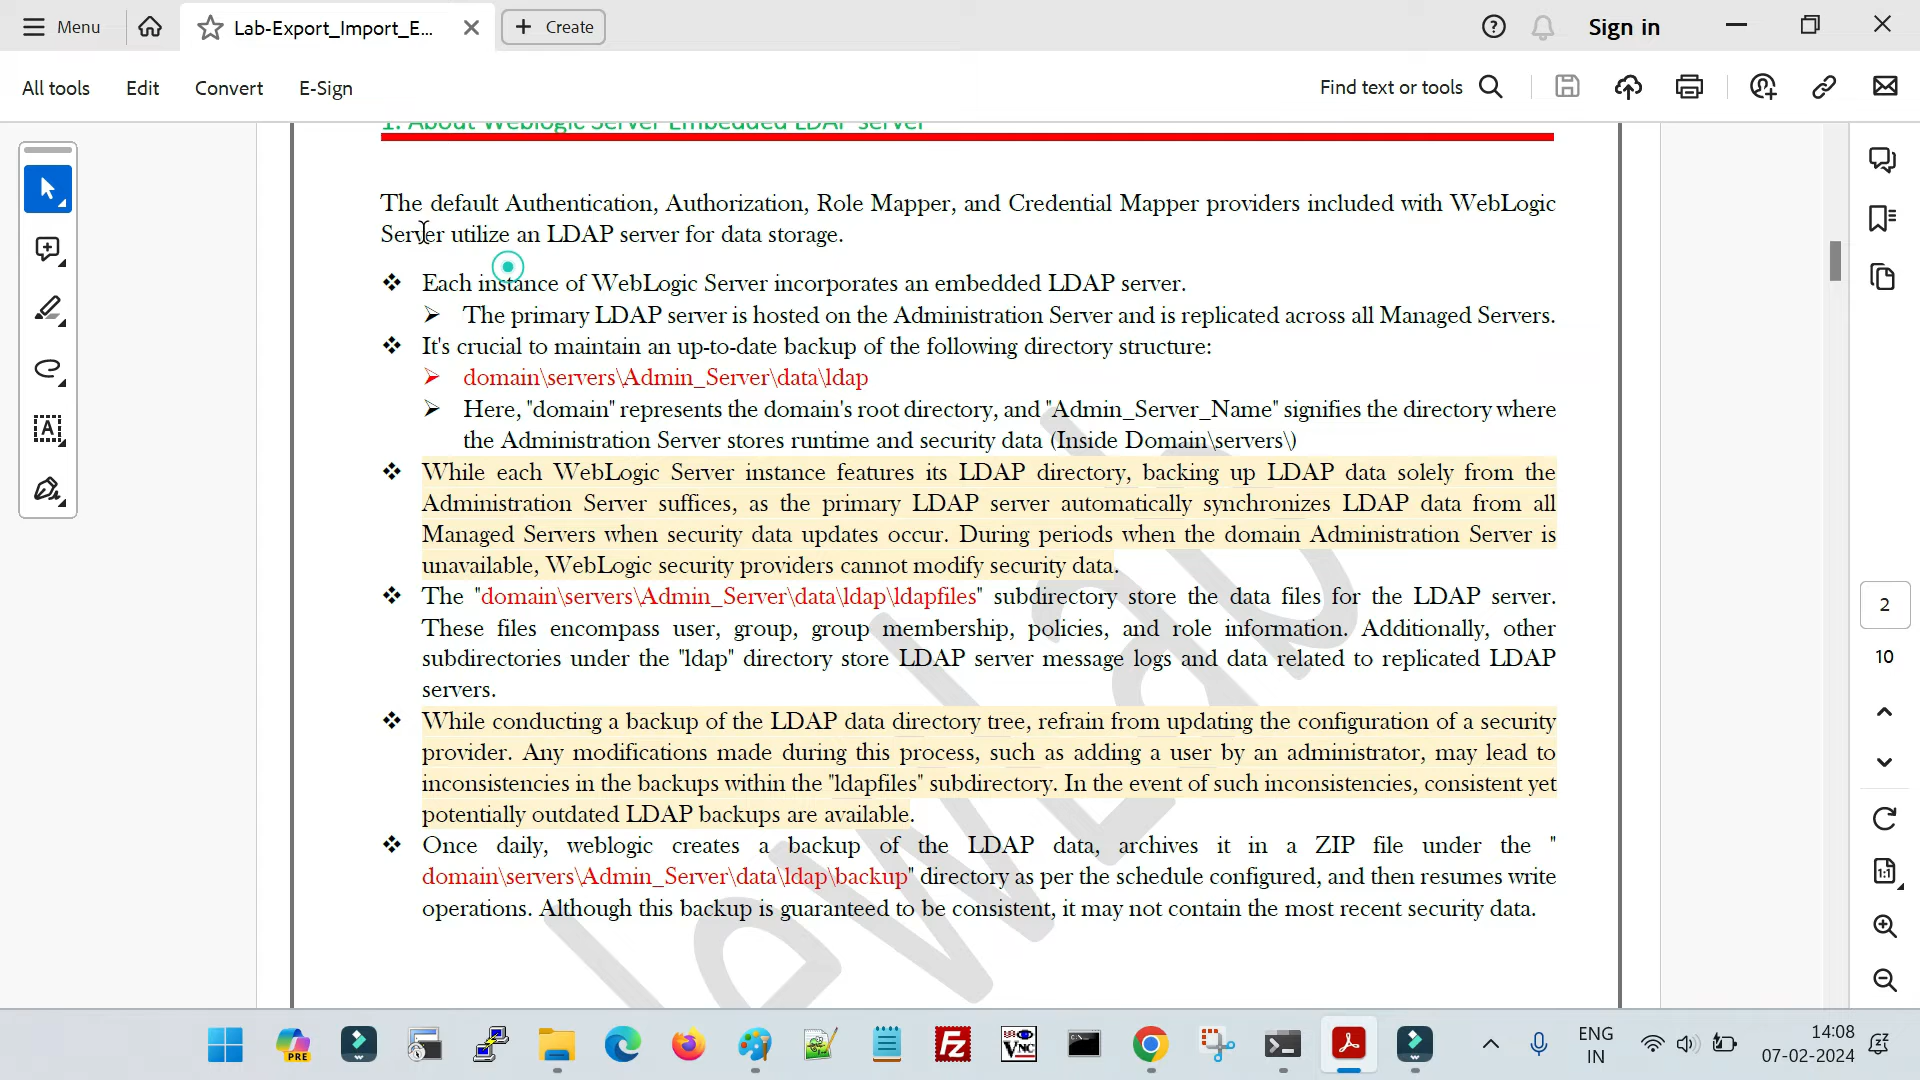 Menu
Lab-Export_Import_E...
Create
Sign in
All tools
Edit
Convert
E-Sign
Find text or tools
1. About Weblogic Server Embedded LDAP server
The default Authentication, Authorization, Role Mapper, and Credential Mapper providers included with WebLogic
Server utilize an LDAP server for data storage.
❖ Each instance of WebLogic Server incorporates an embedded LDAP server.
➢ The primary LDAP server is hosted on the Administration Server and is replicated across all Managed Servers.
❖ It's crucial to maintain an up-to-date backup of the following directory structure:
➢ domain\servers\Admin_Server\data\ldap
➢ Here, "domain" represents the domain's root directory, and "Admin_Server_Name" signifies the directory where
the Administration Server stores runtime and security data (Inside Domain\servers\)
❖ While each WebLogic Server instance features its LDAP directory, backing up LDAP data solely from the
Administration Server suffices, as the primary LDAP server automatically synchronizes LDAP data from all
Managed Servers when security data updates occur. During periods when the domain Administration Server is
unavailable, WebLogic security providers cannot modify security data.
❖ The "domain\servers\Admin_Server\data\ldap\ldapfiles" subdirectory store the data files for the LDAP server.
These files encompass user, group, group membership, policies, and role information. Additionally, other
subdirectories under the "ldap" directory store LDAP server message logs and data related to replicated LDAP
servers.
❖ While conducting a backup of the LDAP data directory tree, refrain from updating the configuration of a security
provider. Any modifications made during this process, such as adding a user by an administrator, may lead to
inconsistencies in the backups within the "ldapfiles" subdirectory. In the event of such inconsistencies, consistent yet
potentially outdated LDAP backups are available.
❖ Once daily, weblogic creates a backup of the LDAP data, archives it in a ZIP file under the "
domain\servers\Admin_Server\data\ldap\backup" directory as per the schedule configured, and then resumes write
operations. Although this backup is guaranteed to be consistent, it may not contain the most recent security data.
2
10
1:1
PRE
Fz
VNC
ENG
IN
14:08
07-02-2024